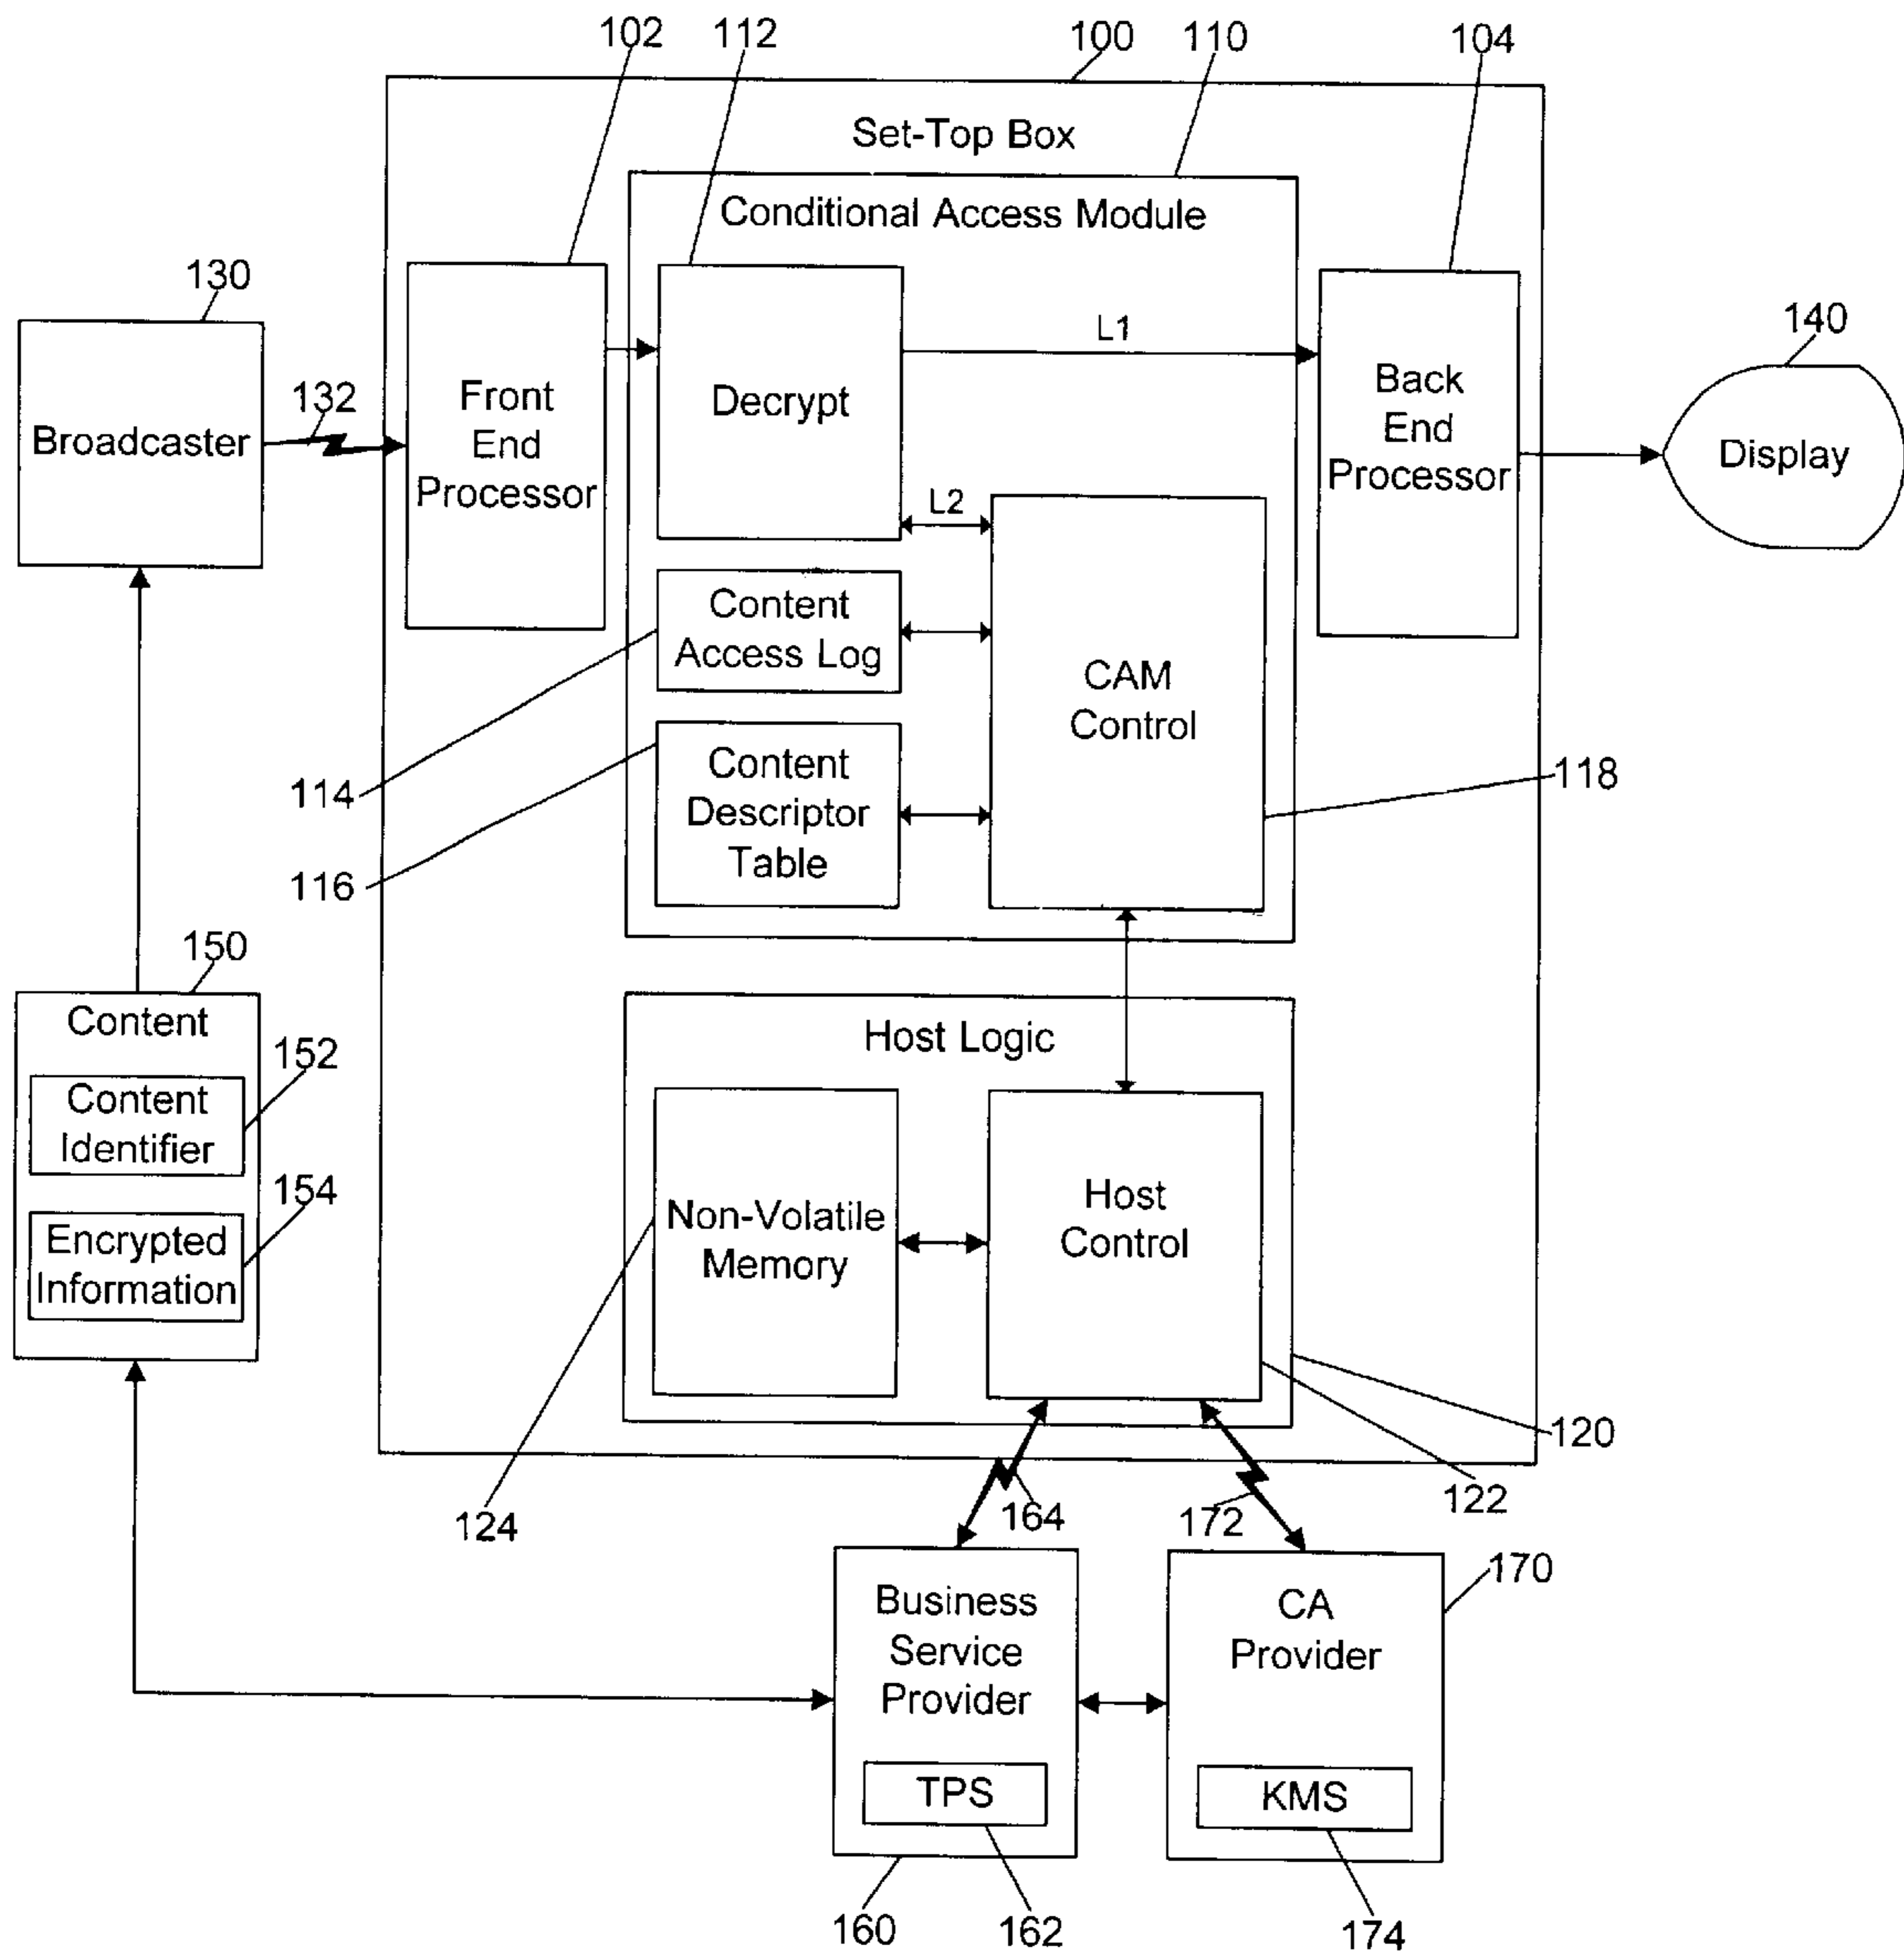 102
112
100
110
104
Set-Top Box
Conditional Access Module
130
132
Broadcaster
Front
End
Processor
Decrypt
L1
L2
Back
End
Processor
140
Display
Content
Access Log
CAM
Control
114
Content
Descriptor
Table
116
118
150
Content
152
Content
Identifier
154
Encrypted
Information
Host Logic
Non-Volatile
Memory
Host
Control
120
122
124
164
172
170
Business
Service
Provider
CA
Provider
TPS
KMS
160
162
174